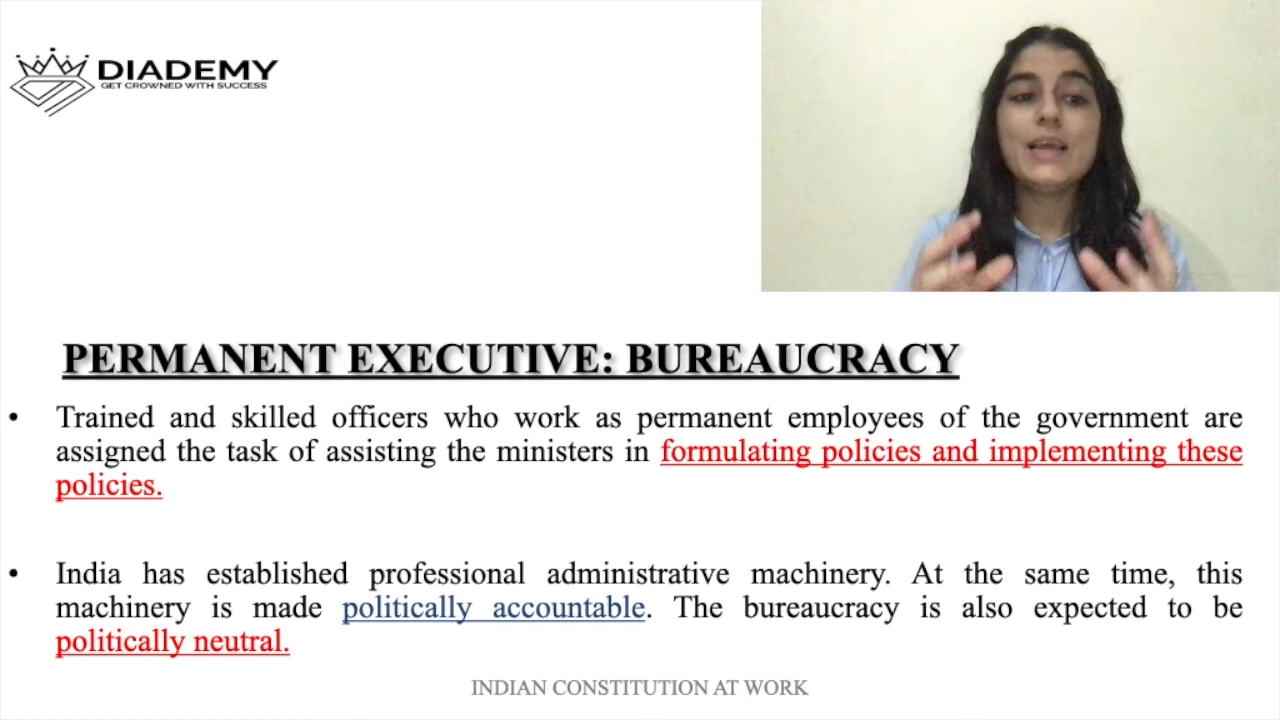 DIADEMY
GET CROWNED WITH SUCCESS
PERMANENT EXECUTIVE: BUREAUCRACY
• Trained and skilled officers who work as permanent employees of the government are
assigned the task of assisting the ministers in formulating policies and implementing these
policies.
• India has established professional administrative machinery. At the same time, this
machinery is made politically accountable. The bureaucracy is also expected to be
politically neutral.
INDIAN CONSTITUTION AT WORK